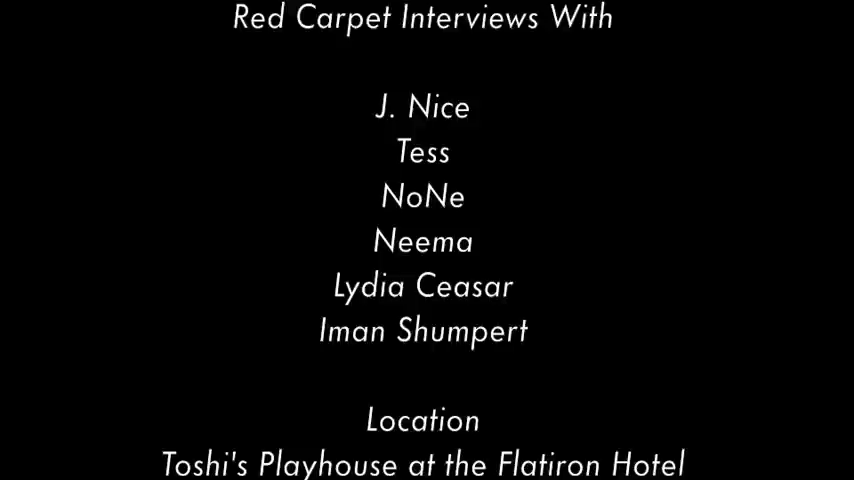 Red Carpet Interviews With
J. Nice
Tess
NoNe
Neema
Lydia Ceasar
Iman Shumpert
Location
Toshi's Playhouse at the Flatiron Hotel